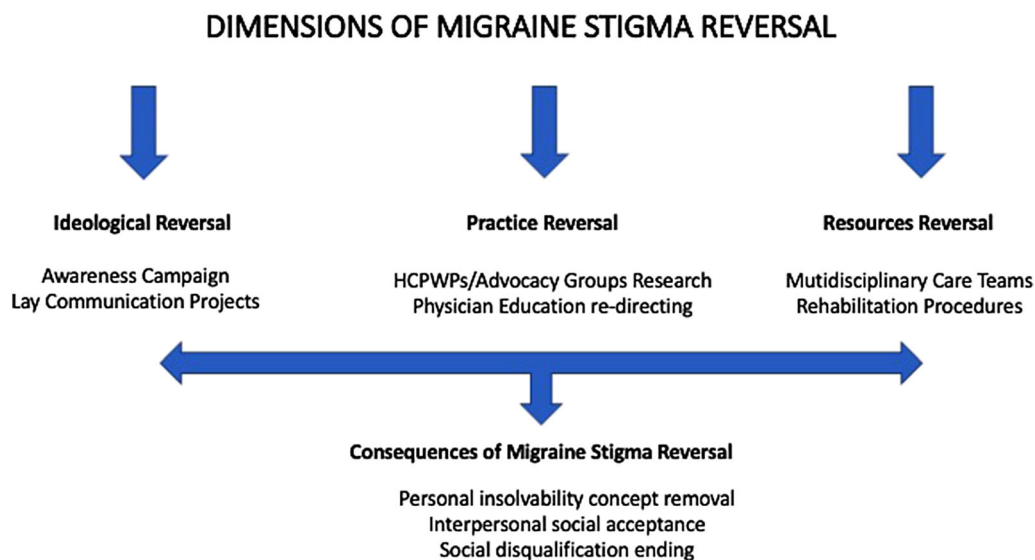 DIMENSIONS OF MIGRAINE STIGMA REVERSAL
Ideological Reversal
Awareness Campaign
Lay Communication Projects
Practice Reversal
HCPWPs/Advocacy Groups Research
Physician Education re-directing
Resources Reversal
Mutidisciplinary Care Teams
Rehabilitation Procedures
Consequences of Migraine Stigma Reversal
Personal insolvability concept removal
Interpersonal social acceptance
Social disqualification ending